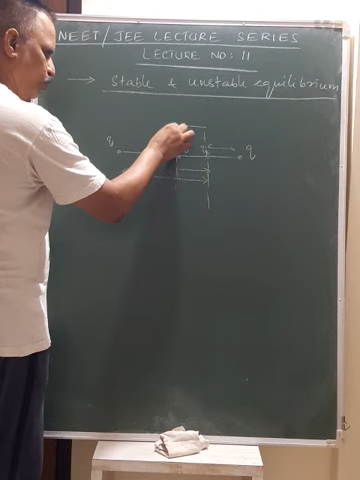 NEET/JEE LECTURE SERIES
LECTURE NO: 11
→ Stable & unstable equilibrium
q q